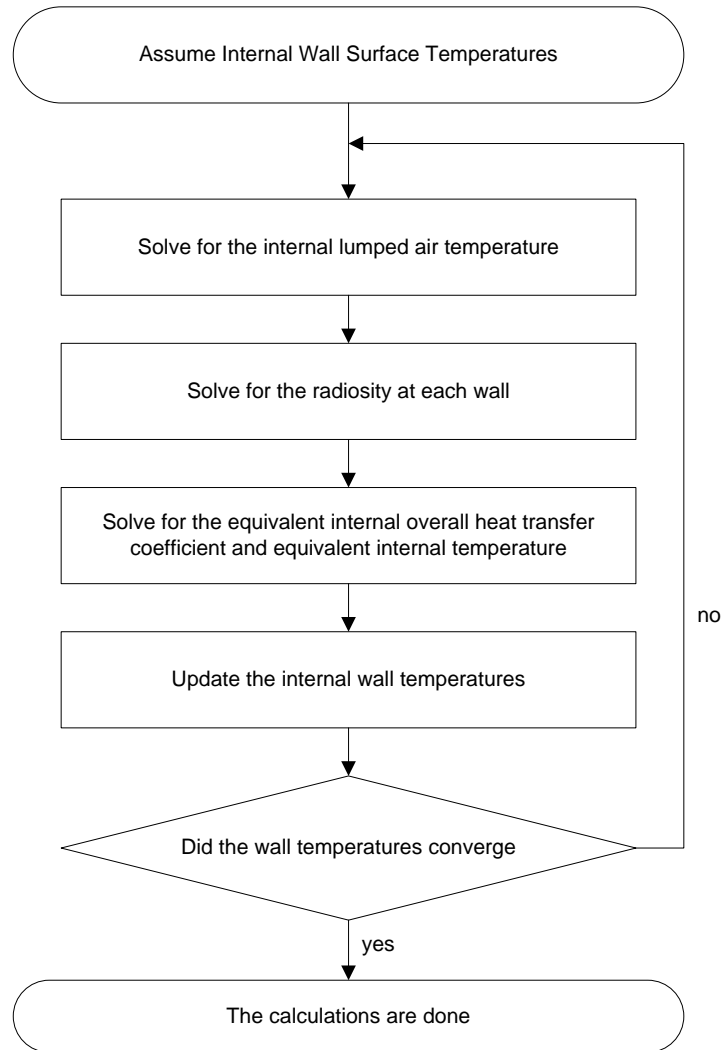 Assume Internal Wall Surface Temperatures
Solve for the internal lumped air temperature
Solve for the radiosity at each wall
Solve for the equivalent internal overall heat transfer
coefficient and equivalent internal temperature
no
Update the internal wall temperatures
Did the wall temperatures converge
yes
The calculations are done